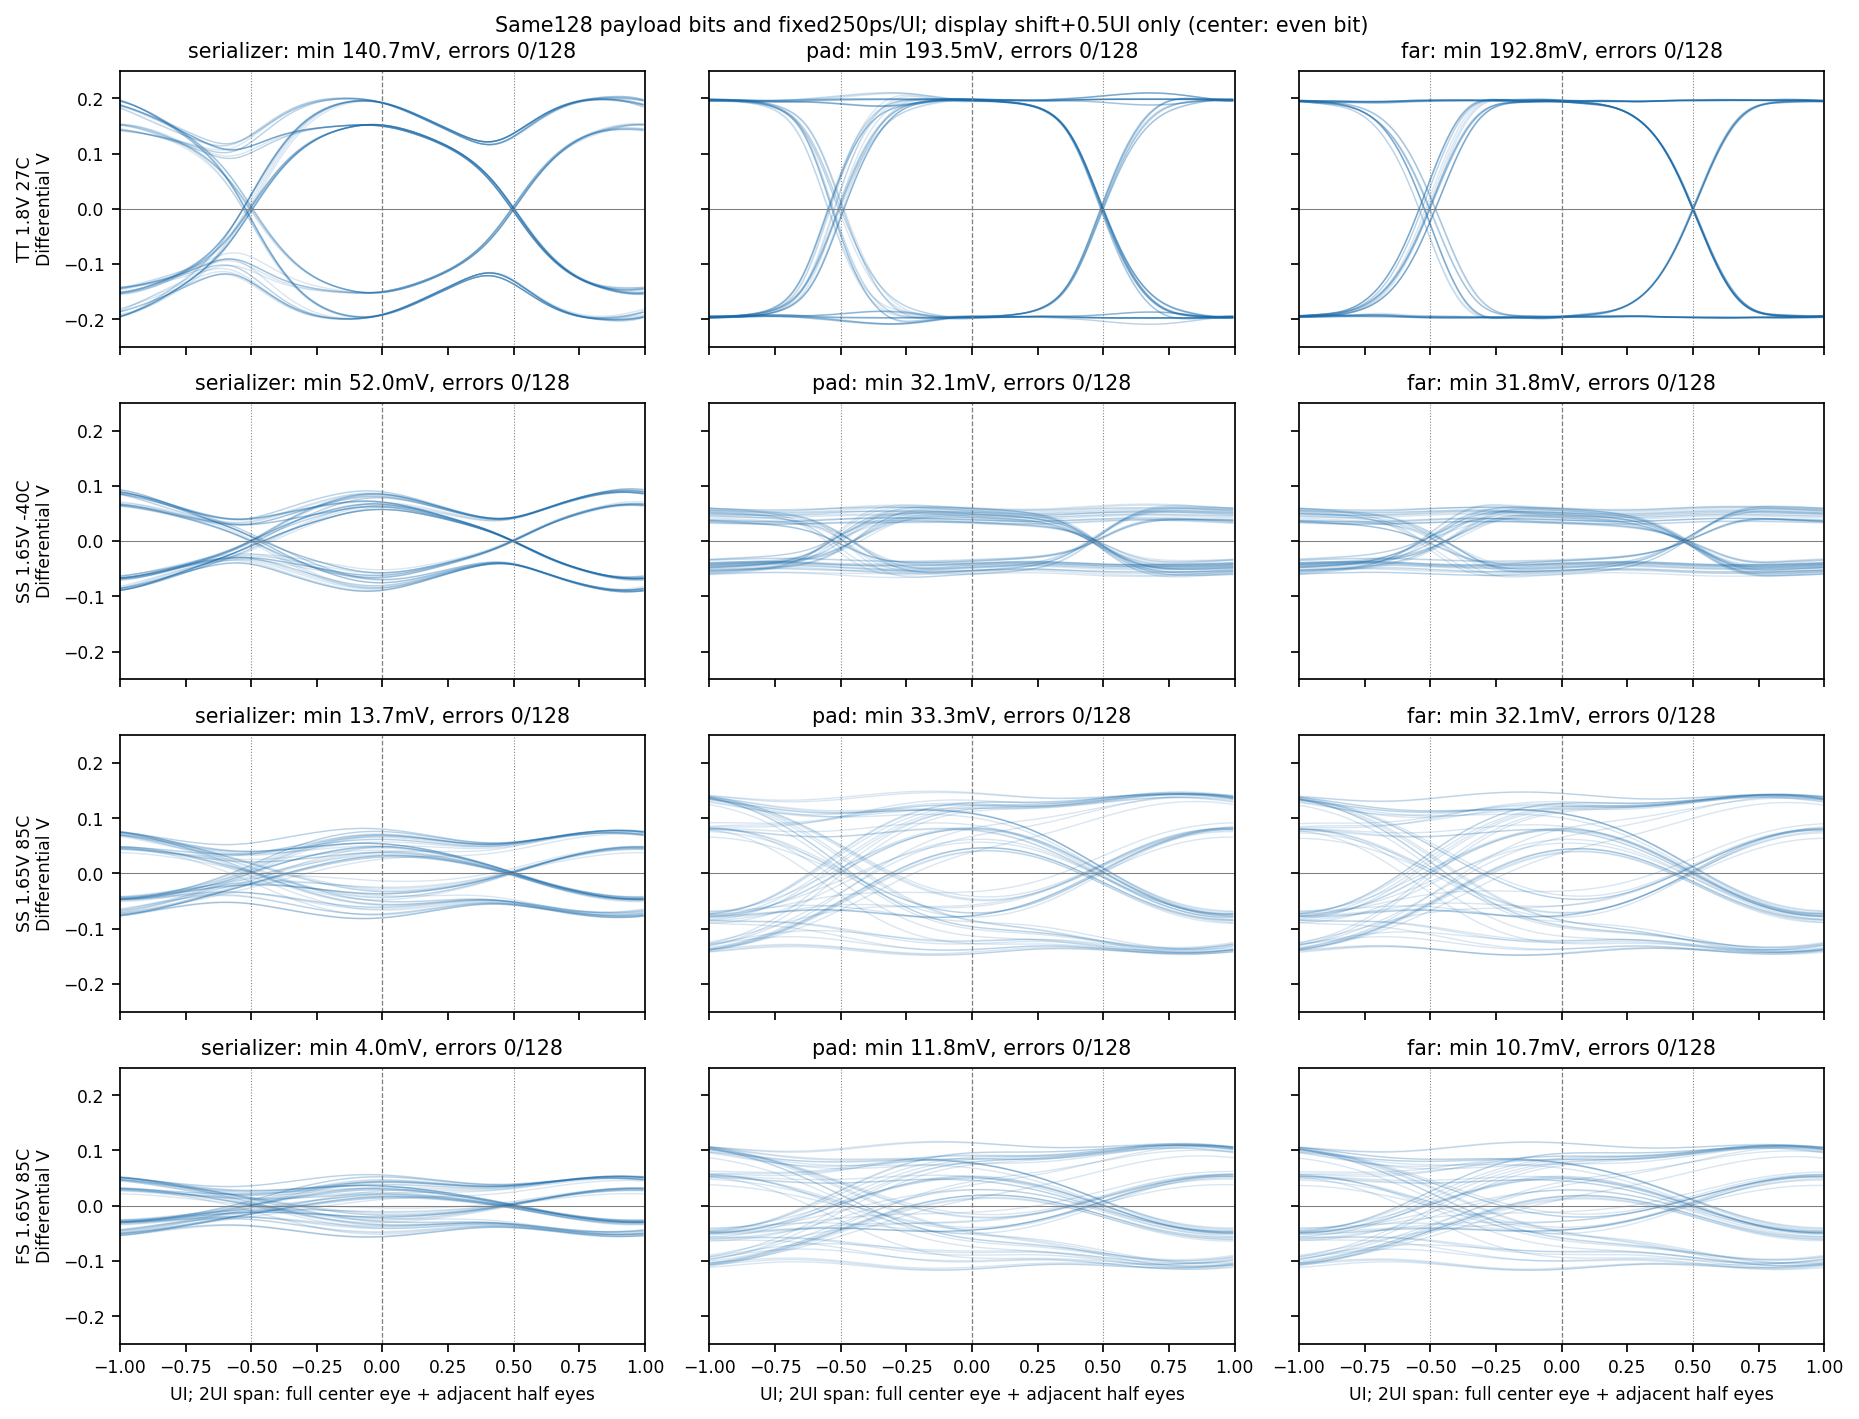 Same128 payload bits and fixed250ps/UI; display shift+0.5UI only (center: even bit)
serializer: min 140.7mV, errors 0/128
pad: min 193.5mV, errors 0/128
far: min 192.8mV, errors 0/128
TT 1.8V 27C
Differential V
0.2
0.1
0.0
−0.1
−0.2
serializer: min 52.0mV, errors 0/128
pad: min 32.1mV, errors 0/128
far: min 31.8mV, errors 0/128
SS 1.65V -40C
Differential V
0.2
0.1
0.0
−0.1
−0.2
serializer: min 13.7mV, errors 0/128
pad: min 33.3mV, errors 0/128
far: min 32.1mV, errors 0/128
SS 1.65V 85C
Differential V
0.2
0.1
0.0
−0.1
−0.2
serializer: min 4.0mV, errors 0/128
pad: min 11.8mV, errors 0/128
far: min 10.7mV, errors 0/128
FS 1.65V 85C
Differential V
0.2
0.1
0.0
−0.1
−0.2
−1.00 −0.75 −0.50 −0.25 0.00 0.25 0.50 0.75 1.00
−1.00 −0.75 −0.50 −0.25 0.00 0.25 0.50 0.75 1.00
−1.00 −0.75 −0.50 −0.25 0.00 0.25 0.50 0.75 1.00
UI; 2UI span: full center eye + adjacent half eyes
UI; 2UI span: full center eye + adjacent half eyes
UI; 2UI span: full center eye + adjacent half eyes